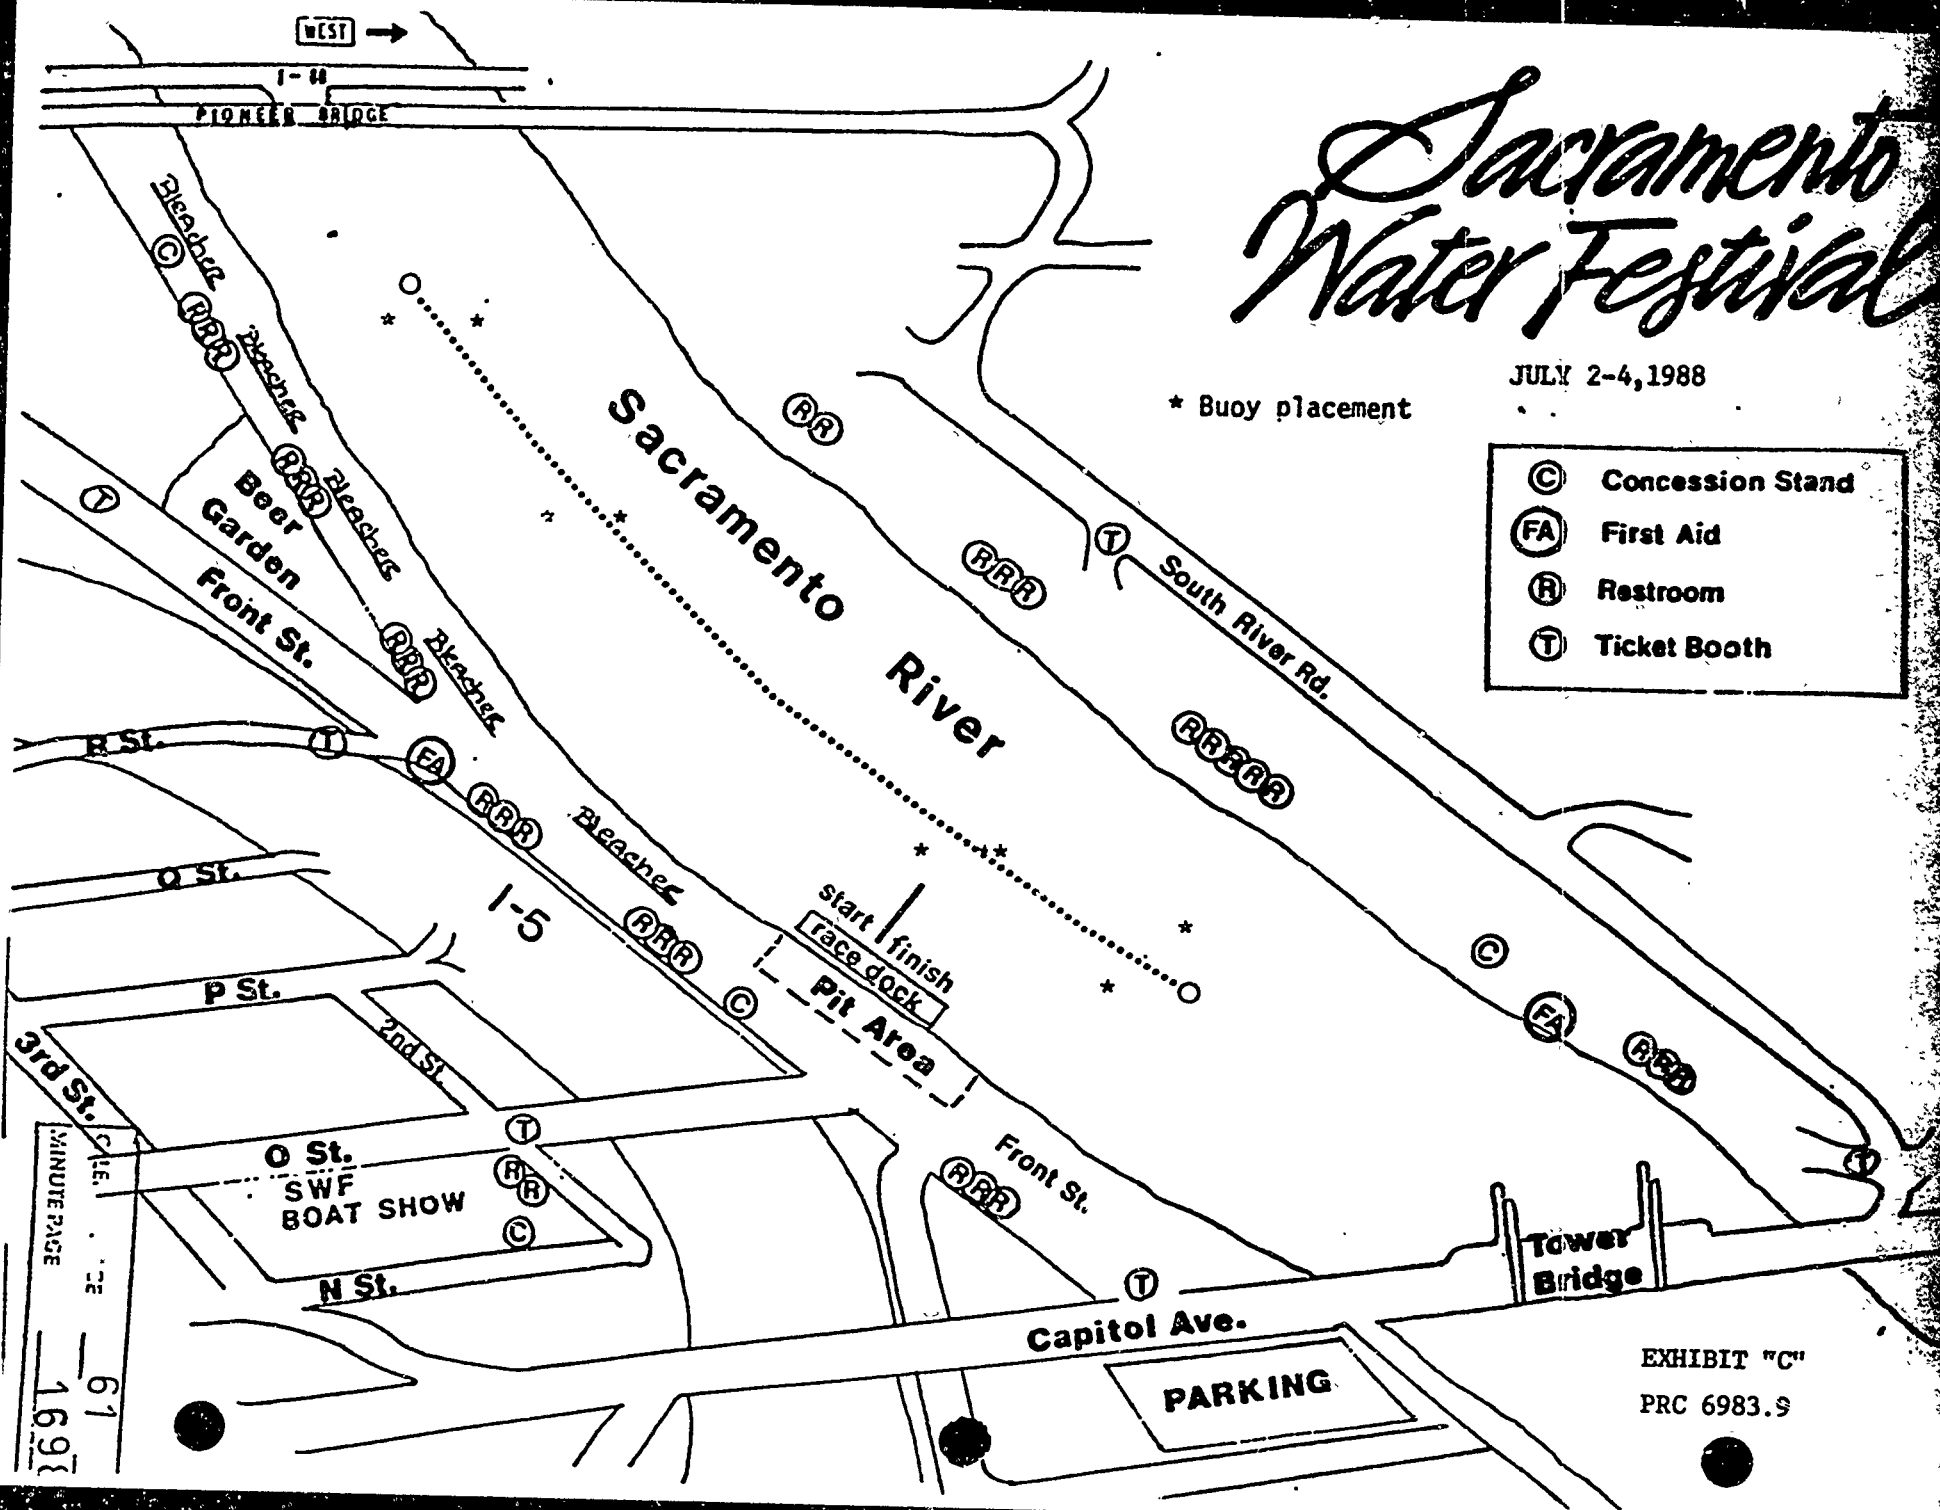 WEST
I-80
PIONEER BRIDGE
Sacramento
Water Festival
JULY 2-4,1988
* Buoy placement
C Concession Stand
FA First Aid
R Restroom
T Ticket Booth
Bleacher
C
R R R
Bleacher
R R R
Bleacher
Beer
Garden
T
Front St.
R R R
Bleacher
R St.
T
FA
R R R
Bleacher
R R R
C
I-5
Q St.
P St.
2nd St.
3rd St.
O St.
T
SWF
BOAT SHOW
R R
C
N St.
Sacramento
River
* *
* *
* **
* *
start / finish
race dock
Pit Area
Front St.
R R R
T
Capitol Ave.
PARKING
Tower
Bridge
R R
R R R
T
South River Rd.
R R R R R
C
FA
R R R
T
EXHIBIT "C"
PRC 6983.9
MINUTE PAGE
61